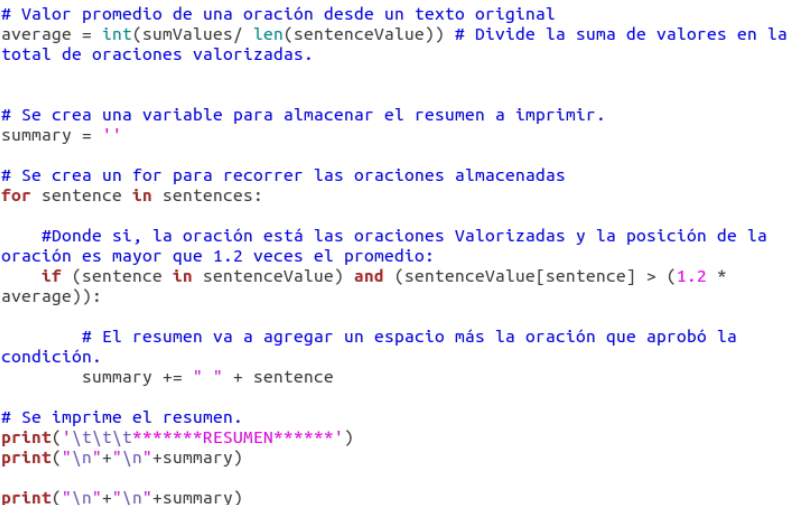 # Valor promedio de una oración desde un texto original
average = int(sumValues/ len(sentenceValue)) # Divide la suma de valores en la
total de oraciones valorizadas.
# Se crea una variable para almacenar el resumen a imprimir.
summary = ''
# Se crea un for para recorrer las oraciones almacenadas
for sentence in sentences:
    #Donde si, la oración está las oraciones Valorizadas y la posición de la
oración es mayor que 1.2 veces el promedio:
    if (sentence in sentenceValue) and (sentenceValue[sentence] > (1.2 *
average)):
        # El resumen va a agregar un espacio más la oración que aprobó la
condición.
        summary += " " + sentence
# Se imprime el resumen.
print('\t\t\t*******RESUMEN******')
print("\n"+"\n"+summary)
print("\n"+"\n"+summary)